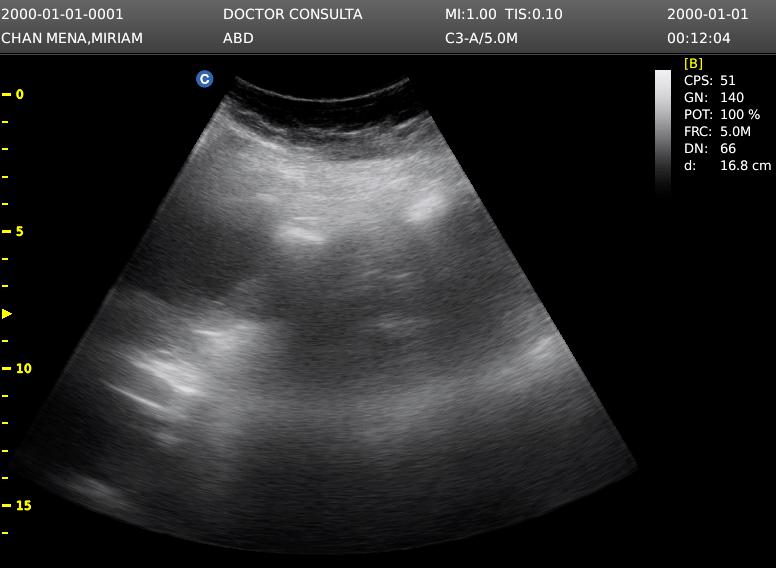 2000-01-01-0001 DOCTOR CONSULTA MI:1.00 TIS:0.10 2000-01-01
CHAN MENA,MIRIAM ABD C3-A/5.0M 00:12:04
C
[B]
CPS: 51
GN: 140
POT: 100 %
FRC: 5.0M
DN: 66
d: 16.8 cm
0
5
10
15